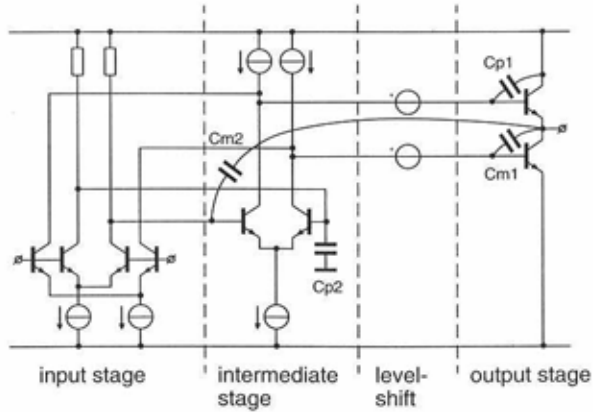 Cp1
Cm2
Cm1
Cp2
input stage
intermediate
stage
level-
shift
output stage